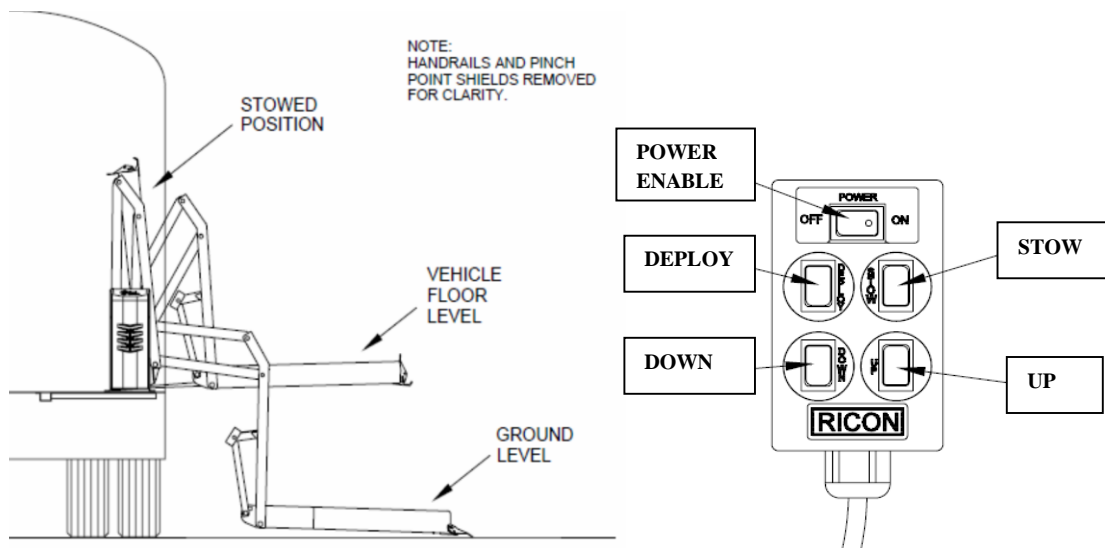 NOTE:
HANDRAILS AND PINCH
POINT SHIELDS REMOVED
FOR CLARITY.
STOWED
POSITION
VEHICLE
FLOOR
LEVEL
GROUND
LEVEL
POWER
ENABLE
DEPLOY
DOWN
STOW
UP
POWER
OFF
ON
DEPLOY
STOW
DOWN
UP
RICON